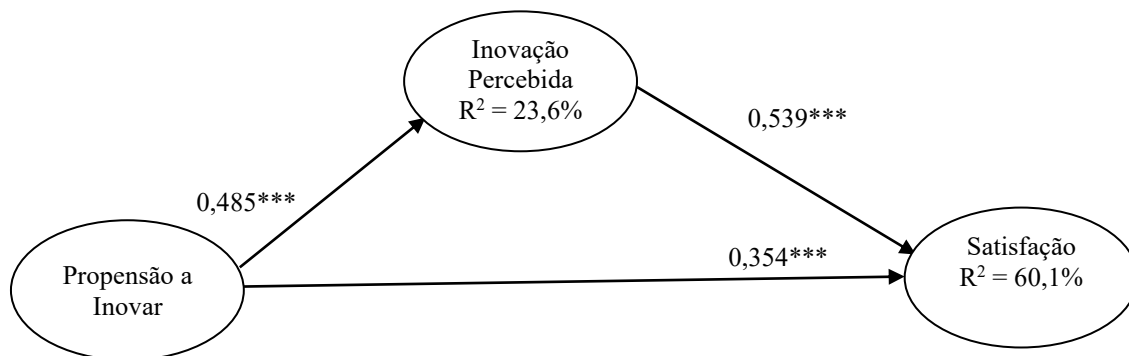 Inovação
Percebida
R² = 23,6%
0,539***
0,485***
Propensão a
Inovar
0,354***
Satisfação
R² = 60,1%